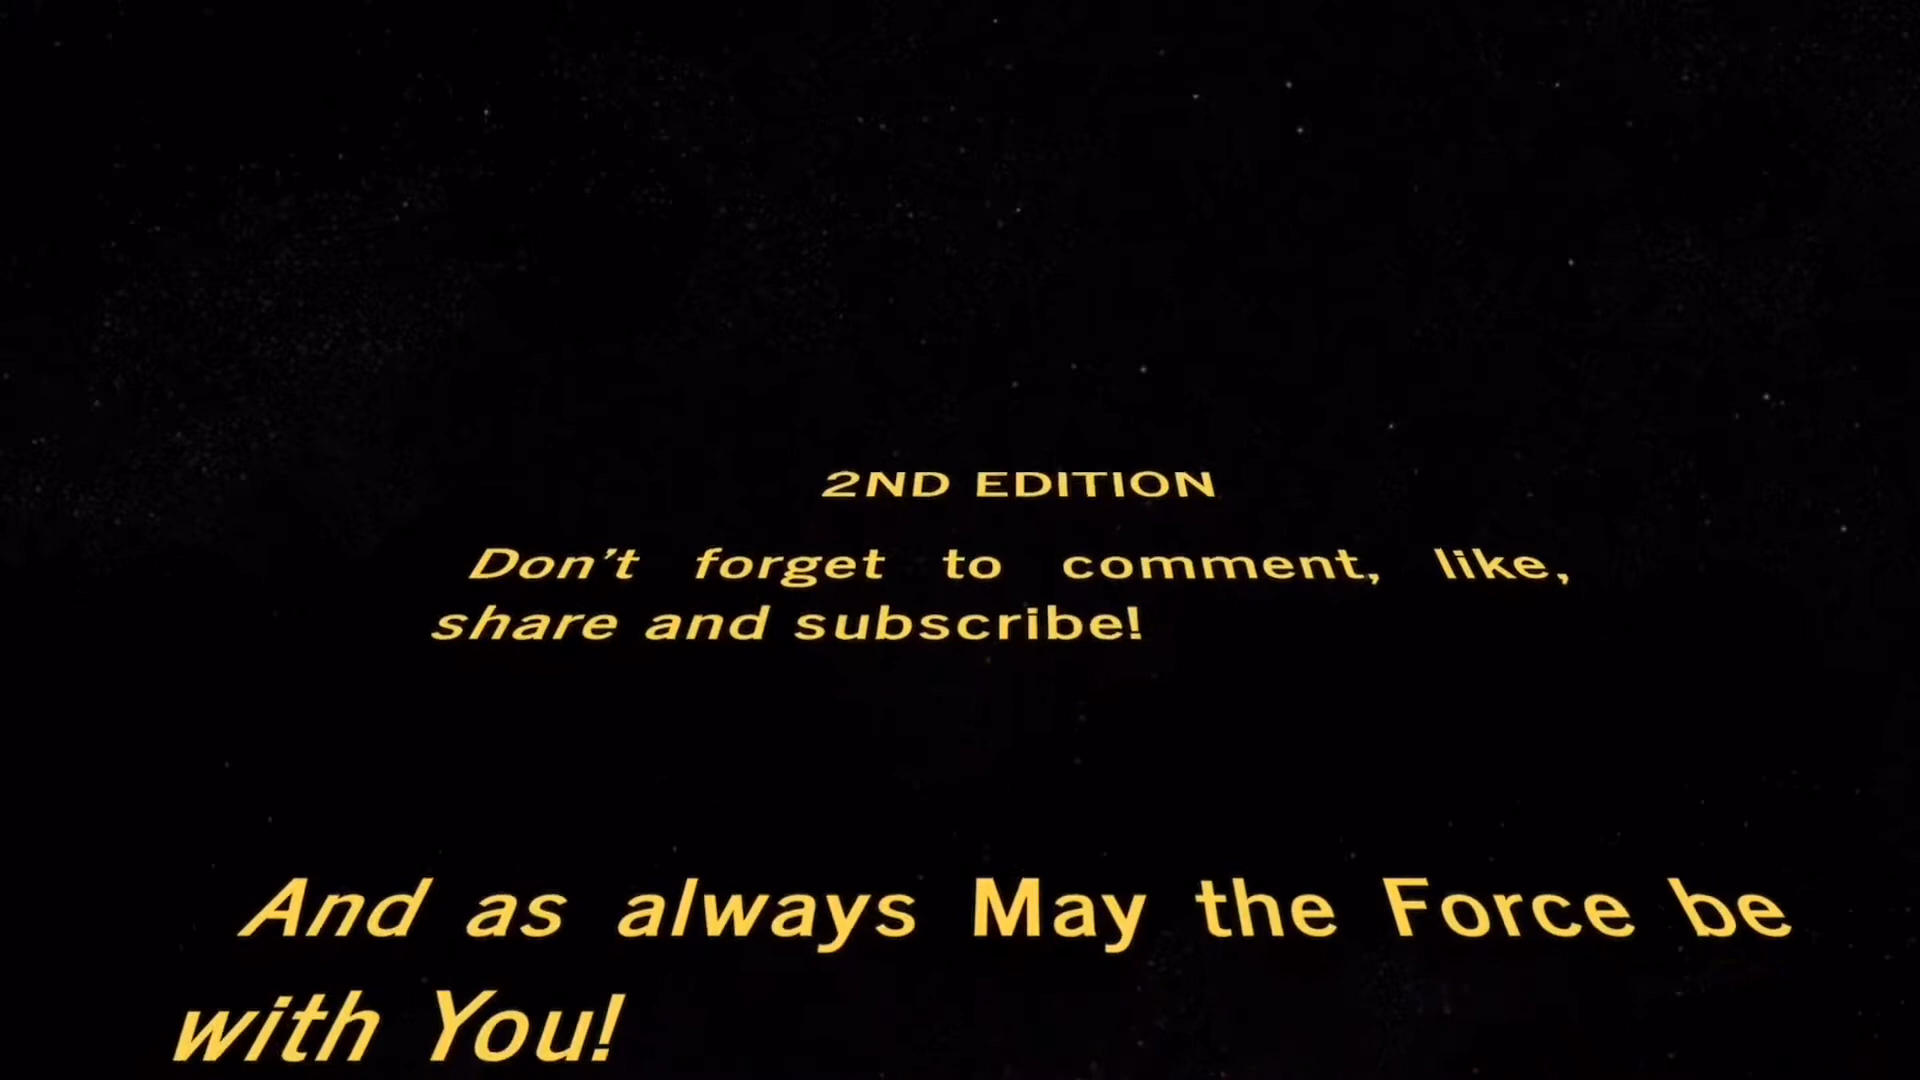 2ND EDITION
Don't forget to comment, like,
share and subscribe!
And as always May the Force be
with You!